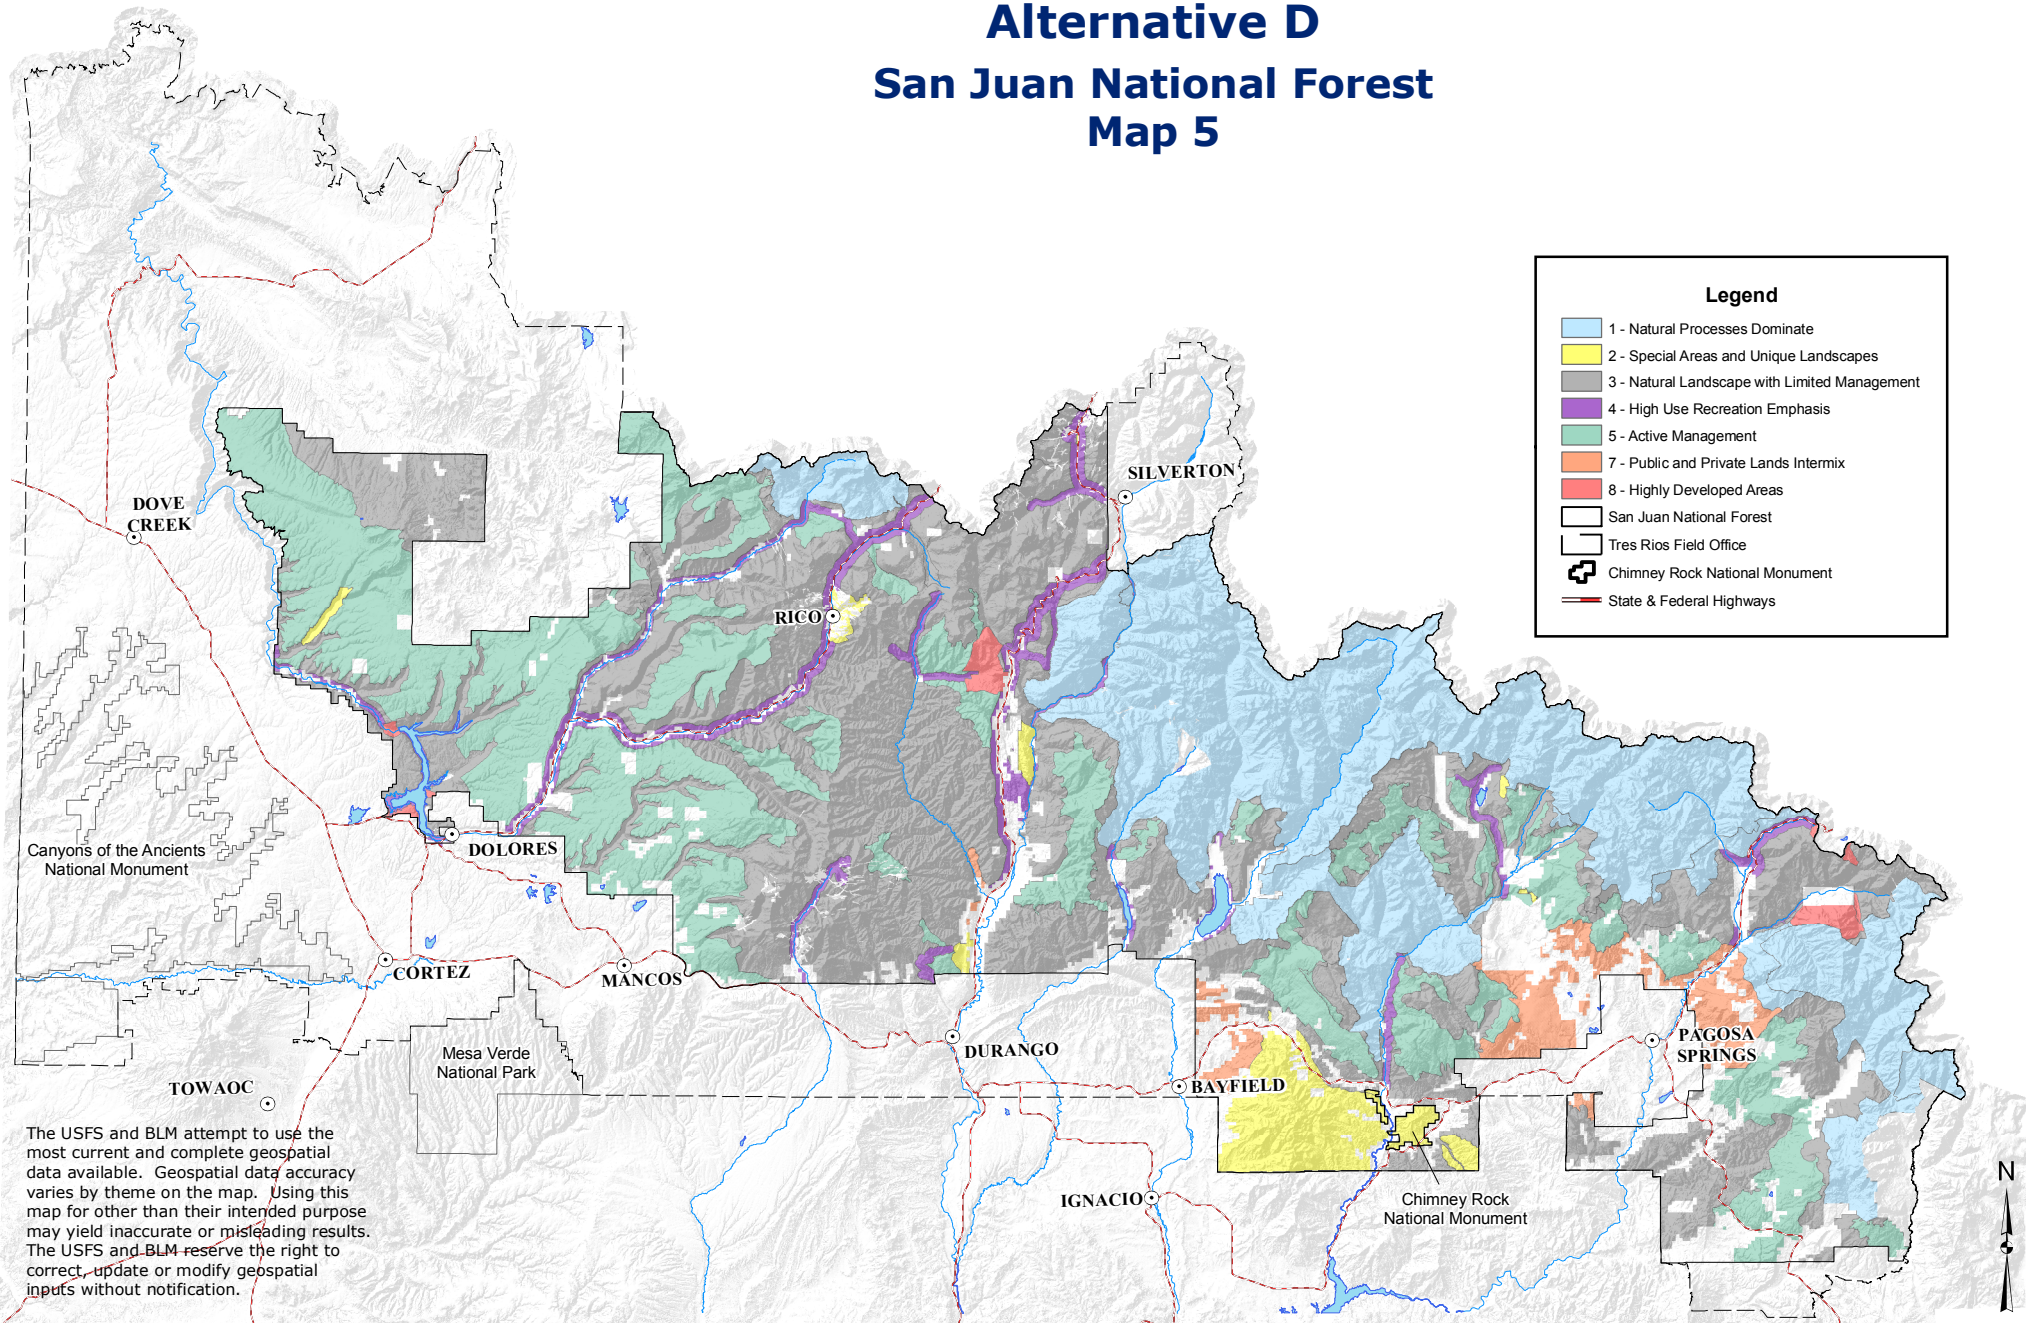 Alternative D
San Juan National Forest
Map 5
Legend
1 - Natural Processes Dominate
2 - Special Areas and Unique Landscapes
3 - Natural Landscape with Limited Management
4 - High Use Recreation Emphasis
5 - Active Management
7 - Public and Private Lands Intermix
8 - Highly Developed Areas
San Juan National Forest
Tres Rios Field Office
Chimney Rock National Monument
State & Federal Highways
SILVERTON
DOVE
CREEK
RICO
DOLORES
Canyons of the Ancients
National Monument
CORTEZ
MANCOS
DURANGO
PAGOSA
SPRINGS
Mesa Verde
National Park
TOWAOC
BAYFIELD
IGNACIO
Chimney Rock
National Monument
The USFS and BLM attempt to use the
most current and complete geospatial
data available. Geospatial data accuracy
varies by theme on the map. Using this
map for other than their intended purpose
may yield inaccurate or misleading results.
The USFS and BLM reserve the right to
correct, update or modify geospatial
inputs without notification.
N